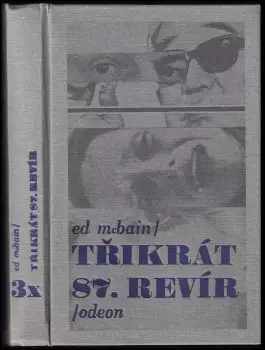 ed mcbain/
TŘIKRÁT
87. REVÍR
/odeon
ed mcbain/
TŘIKRÁT 87. REVÍR
3x